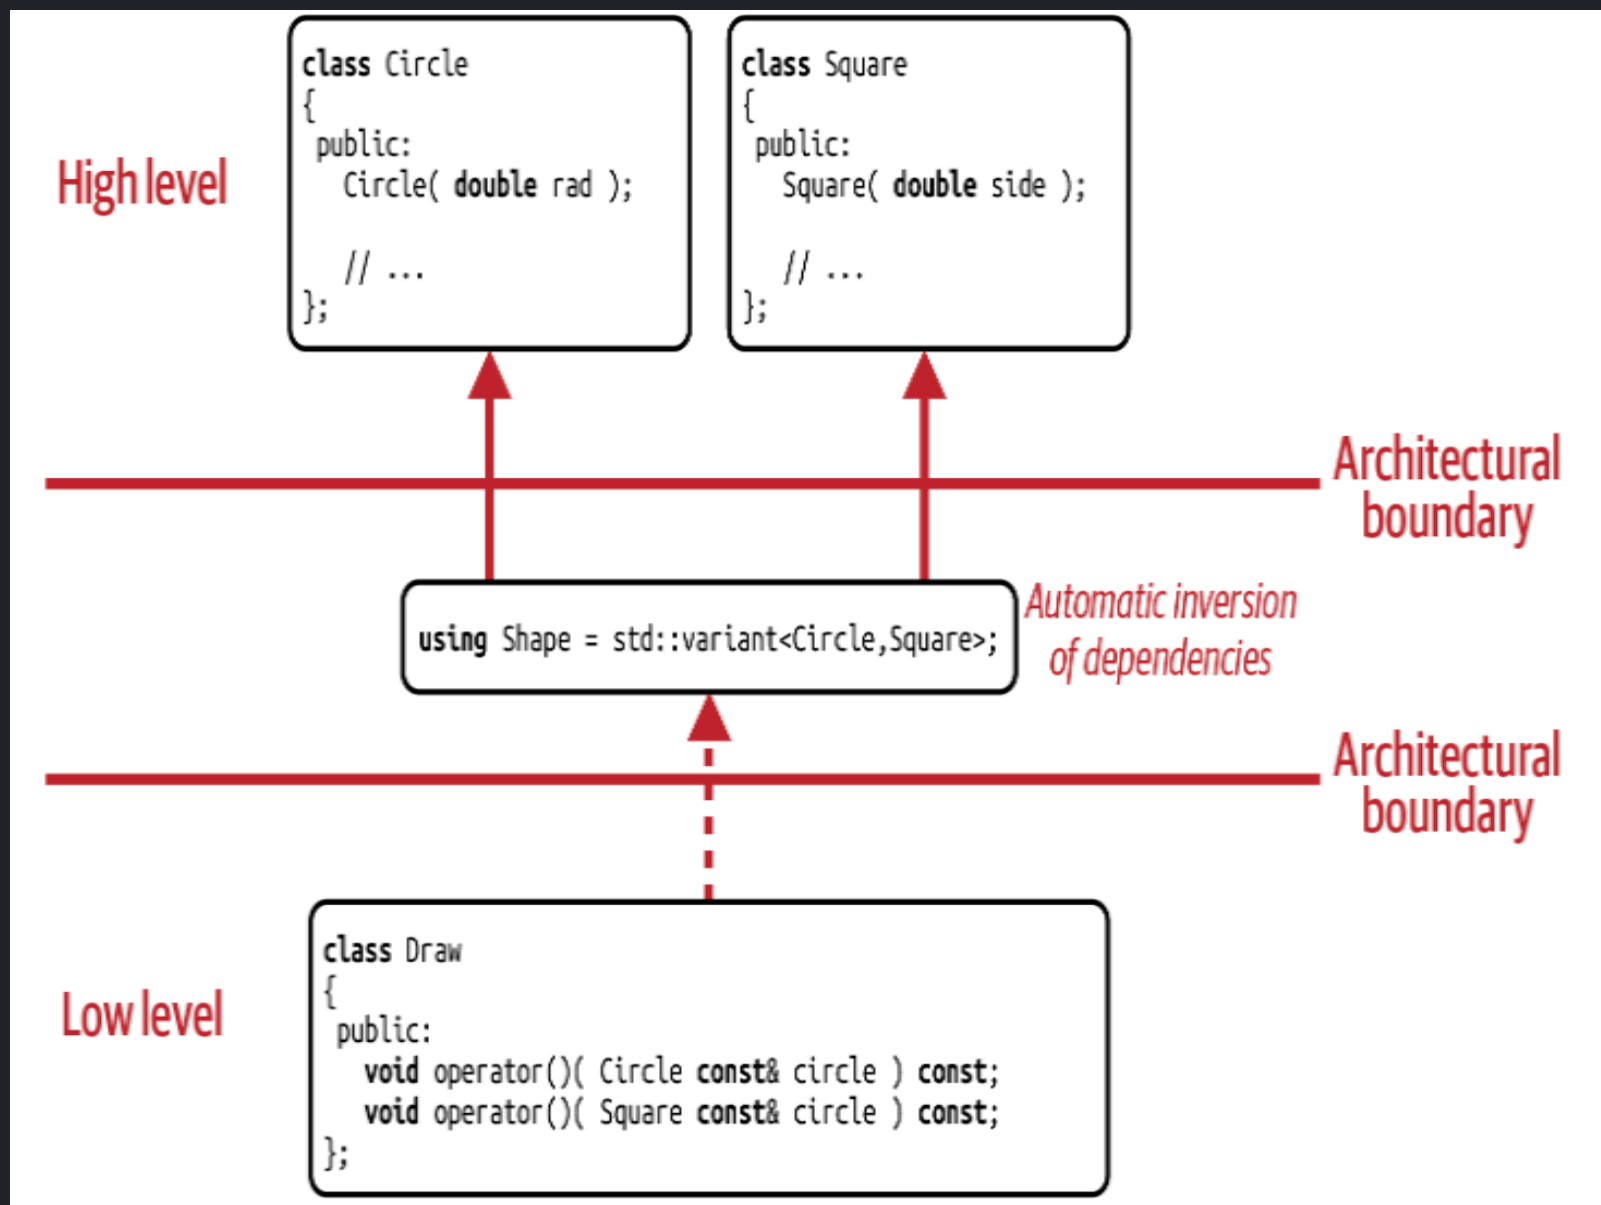 class Circle
{
public:
Circle( double rad );
// ...
};
class Square
{
public:
Square( double side );
// ...
};
High level
Architectural
boundary
using Shape = std::variant<Circle,Square>;
Automatic inversion
of dependencies
Architectural
boundary
Low level
class Draw
{
public:
void operator()( Circle const& circle ) const;
void operator()( Square const& circle ) const;
};